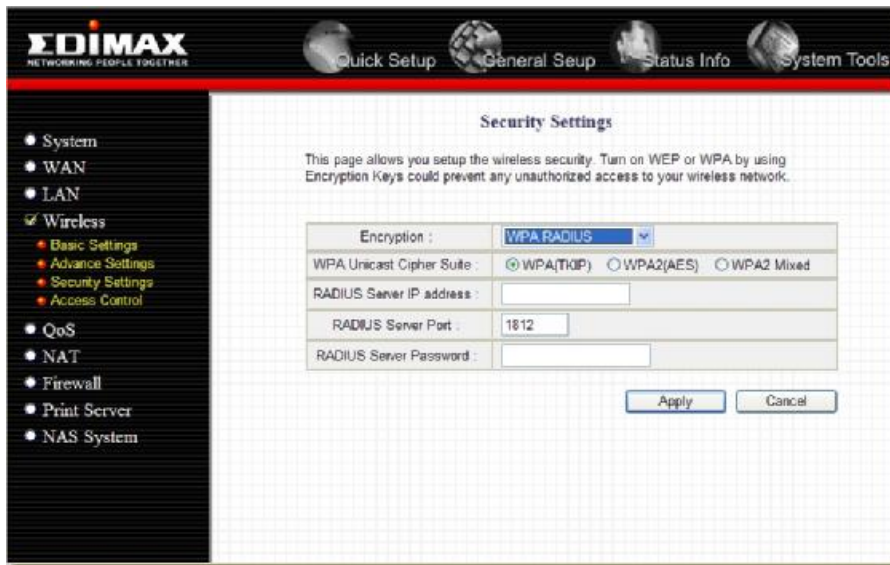 EDIMAX
NETWORKING PEOPLE TOGETHER
Quick Setup
General Seup
Status Info
System Tools
System
WAN
LAN
Wireless
Basic Settings
Advance Settings
Security Settings
Access Control
QoS
NAT
Firewall
Print Server
NAS System
Security Settings
This page allows you setup the wireless security. Turn on WEP or WPA by using
Encryption Keys could prevent any unauthorized access to your wireless network.
Encryption : WPA RADIUS
WPA Unicast Cipher Suite : WPA(TKIP) WPA2(AES) WPA2 Mixed
RADIUS Server IP address :
RADIUS Server Port : 1812
RADIUS Server Password :
Apply Cancel